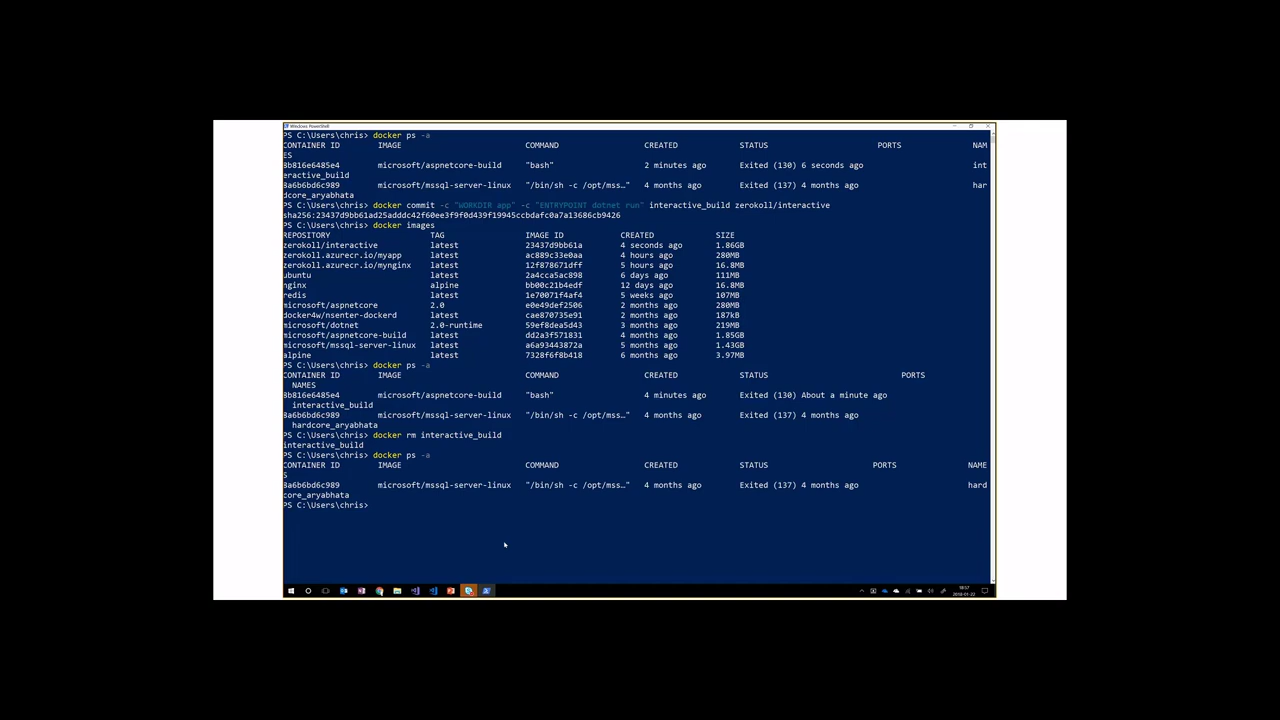 Windows PowerShell
PS C:\Users\chris> docker ps -a
CONTAINER ID IMAGE COMMAND CREATED STATUS PORTS NAM
ES
8b816e6485e4 microsoft/aspnetcore-build "bash" 2 minutes ago Exited (130) 6 seconds ago int
eractive_build
8a6b6bd6c989 microsoft/mssql-server-linux "/bin/sh -c /opt/mss…" 4 months ago Exited (137) 4 months ago har
dcore_aryabhata
PS C:\Users\chris> docker commit -c "WORKDIR app" -c "ENTRYPOINT dotnet run" interactive_build zerokoll/interactive
sha256:23437d9bb61ad25adddc42f60ee3f9f0d439f19945ccbdafc0a7a13686cb9426
PS C:\Users\chris> docker images
REPOSITORY TAG IMAGE ID CREATED SIZE
zerokoll/interactive latest 23437d9bb61a 4 seconds ago 1.86GB
zerokoll.azurecr.io/myapp latest ac889c33e0aa 4 hours ago 280MB
zerokoll.azurecr.io/mynginx latest 12f878671dff 5 hours ago 16.8MB
ubuntu latest 2a4cca5ac898 6 days ago 111MB
nginx alpine bb00c21b4edf 12 days ago 16.8MB
redis latest 1e70071f4af4 5 weeks ago 107MB
microsoft/aspnetcore 2.0 e0e49def2506 2 months ago 280MB
docker4w/nsenter-dockerd latest cae870735e91 2 months ago 187kB
microsoft/dotnet 2.0-runtime 59ef8dea5d43 3 months ago 219MB
microsoft/aspnetcore-build latest dd2a3f571831 4 months ago 1.85GB
microsoft/mssql-server-linux latest a6a93443872a 5 months ago 1.43GB
alpine latest 7328f6f8b418 6 months ago 3.97MB
PS C:\Users\chris> docker ps -a
CONTAINER ID IMAGE COMMAND CREATED STATUS PORTS
NAMES
8b816e6485e4 microsoft/aspnetcore-build "bash" 4 minutes ago Exited (130) About a minute ago
interactive_build
8a6b6bd6c989 microsoft/mssql-server-linux "/bin/sh -c /opt/mss…" 4 months ago Exited (137) 4 months ago
hardcore_aryabhata
PS C:\Users\chris> docker rm interactive_build
interactive_build
PS C:\Users\chris> docker ps -a
CONTAINER ID IMAGE COMMAND CREATED STATUS PORTS NAME
S
8a6b6bd6c989 microsoft/mssql-server-linux "/bin/sh -c /opt/mss…" 4 months ago Exited (137) 4 months ago hard
core_aryabhata
PS C:\Users\chris>
2018-01-22